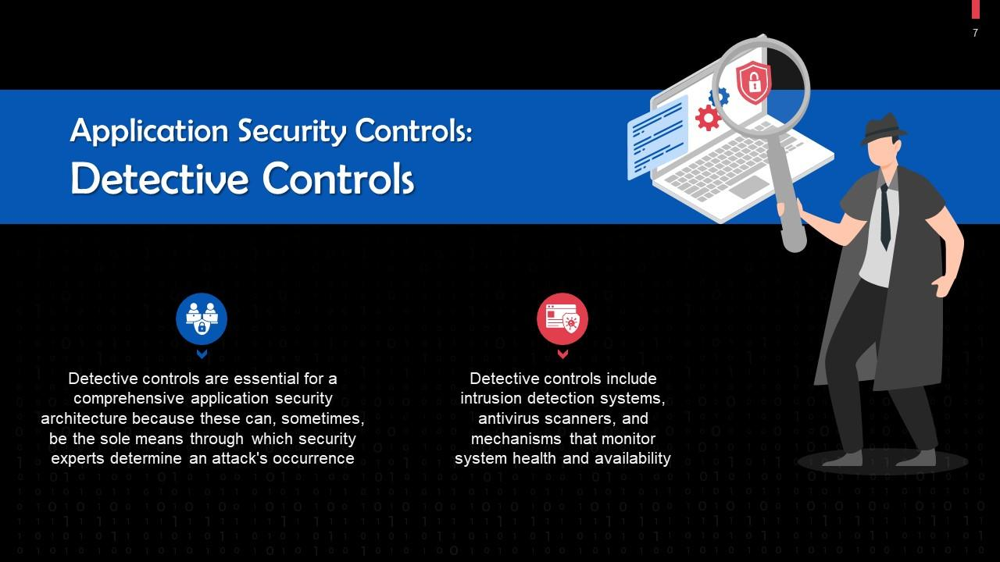 7
Application Security Controls:
Detective Controls
Detective controls are essential for a
comprehensive application security
architecture because these can, sometimes,
be the sole means through which security
experts determine an attack's occurrence
Detective controls include
intrusion detection systems,
antivirus scanners, and
mechanisms that monitor
system health and availability